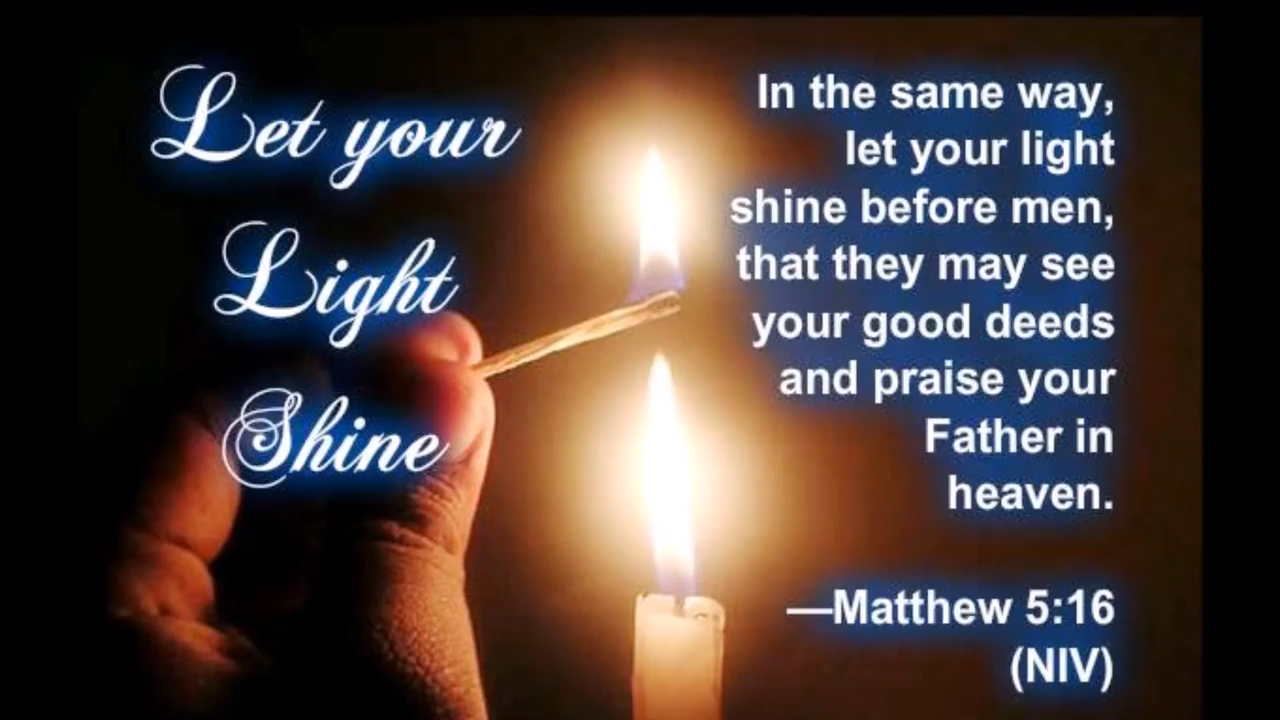 Let your
Light
Shine
In the same way,
let your light
shine before men,
that they may see
your good deeds
and praise your
Father in
heaven.
—Matthew 5:16
(NIV)